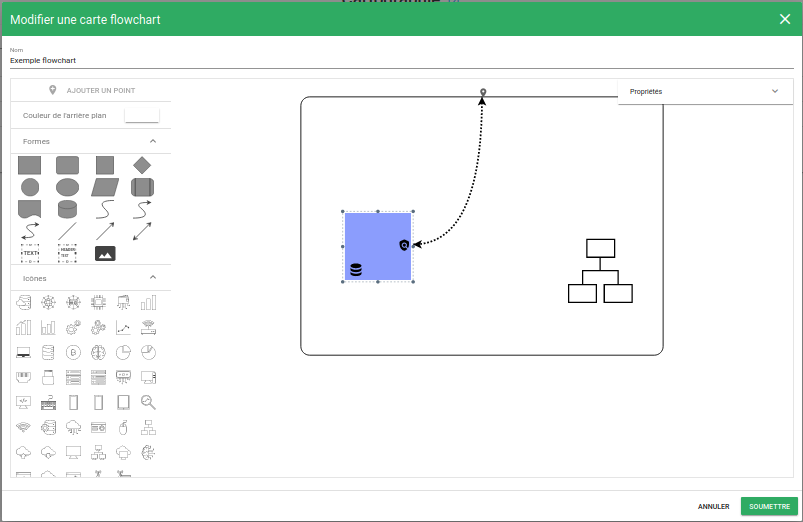 Modifier une carte flowchart
Nom
Exemple flowchart
AJOUTER UN POINT
Propriétés
Couleur de l'arrière plan
Formes
TEXT
HEADING
TEXT
Icônes
ANNULER
SOUMETTRE